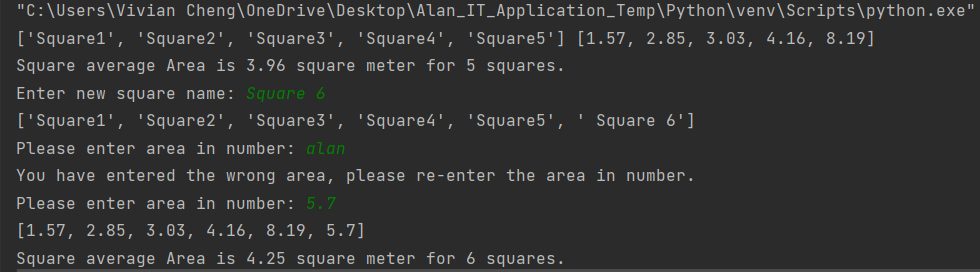 "C:\Users\Vivian Cheng\OneDrive\Desktop\Alan_IT_Application_Temp\Python\venv\Scripts\python.exe"
['Square1', 'Square2', 'Square3', 'Square4', 'Square5'] [1.57, 2.85, 3.03, 4.16, 8.19]
Square average Area is 3.96 square meter for 5 squares.
Enter new square name: Square 6
['Square1', 'Square2', 'Square3', 'Square4', 'Square5', ' Square 6']
Please enter area in number: alan
You have entered the wrong area, please re-enter the area in number.
Please enter area in number: 5.7
[1.57, 2.85, 3.03, 4.16, 8.19, 5.7]
Square average Area is 4.25 square meter for 6 squares.